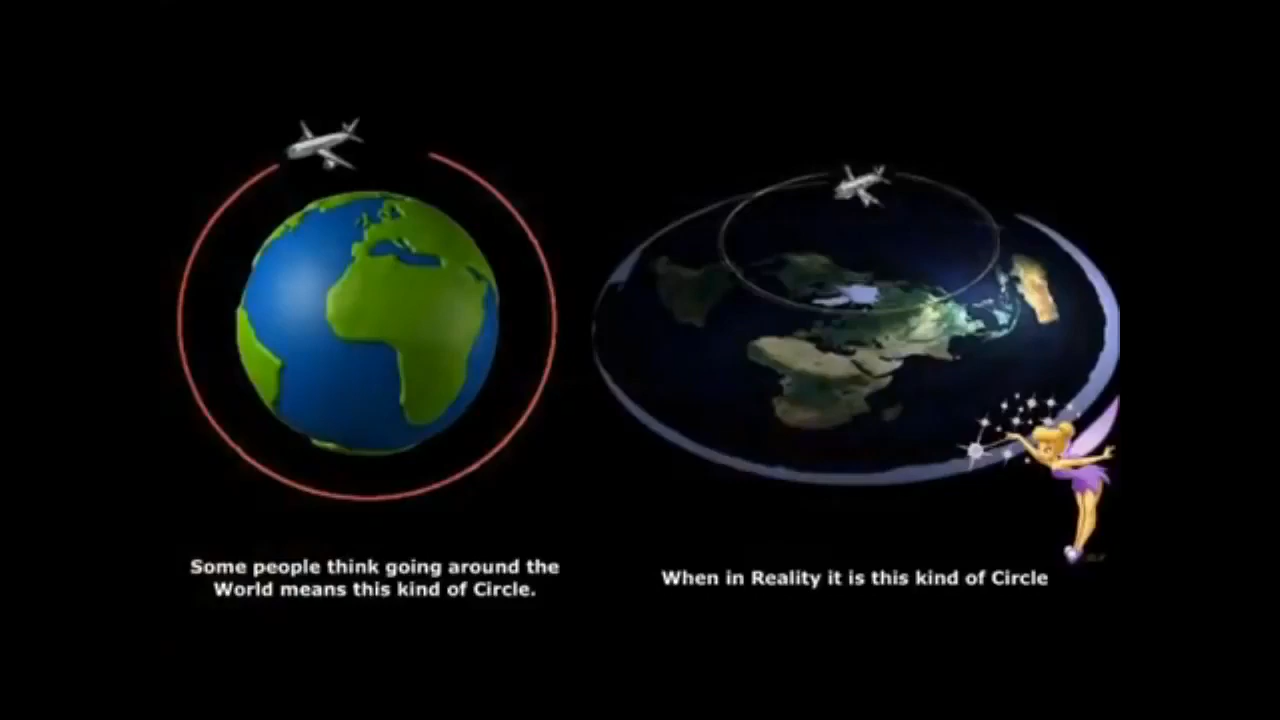 Some people think going around the
World means this kind of Circle.
When in Reality it is this kind of Circle